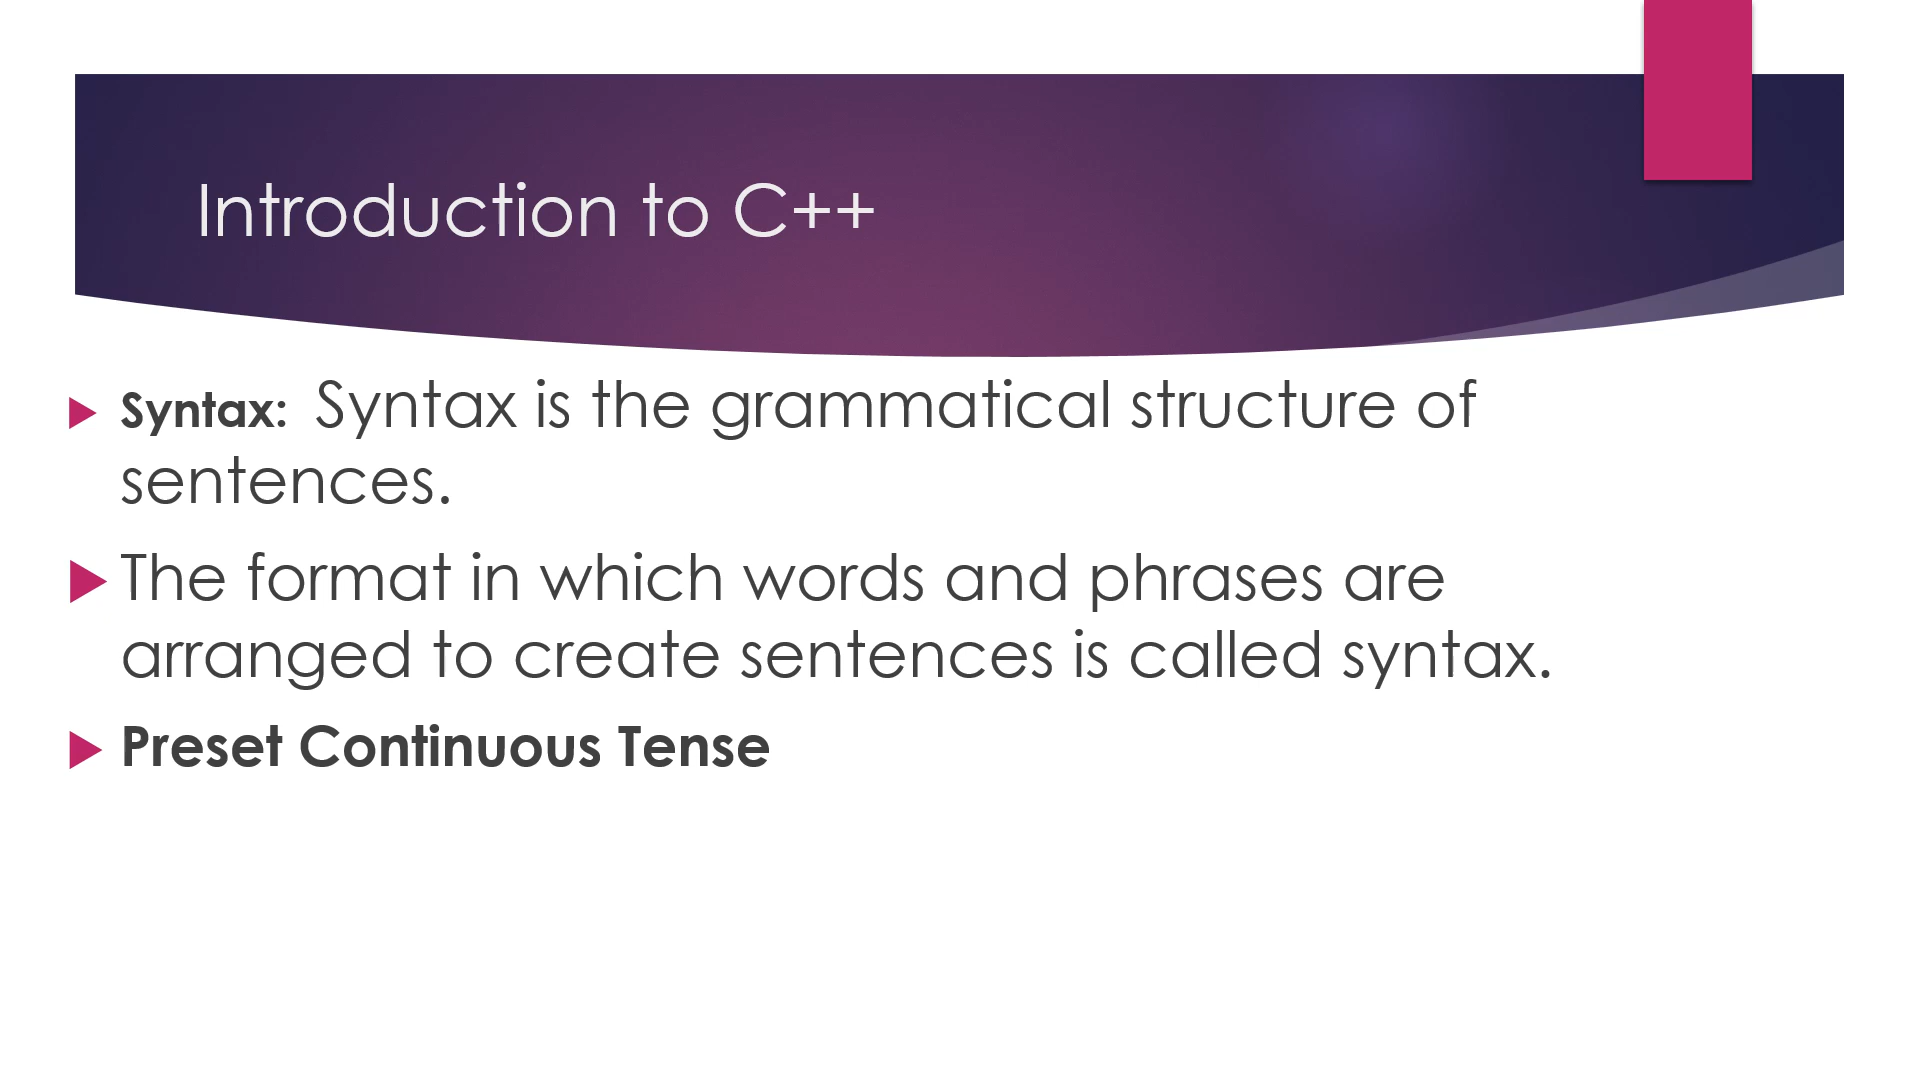 Introduction to C++
Syntax: Syntax is the grammatical structure of
sentences.
The format in which words and phrases are
arranged to create sentences is called syntax.
Preset Continuous Tense